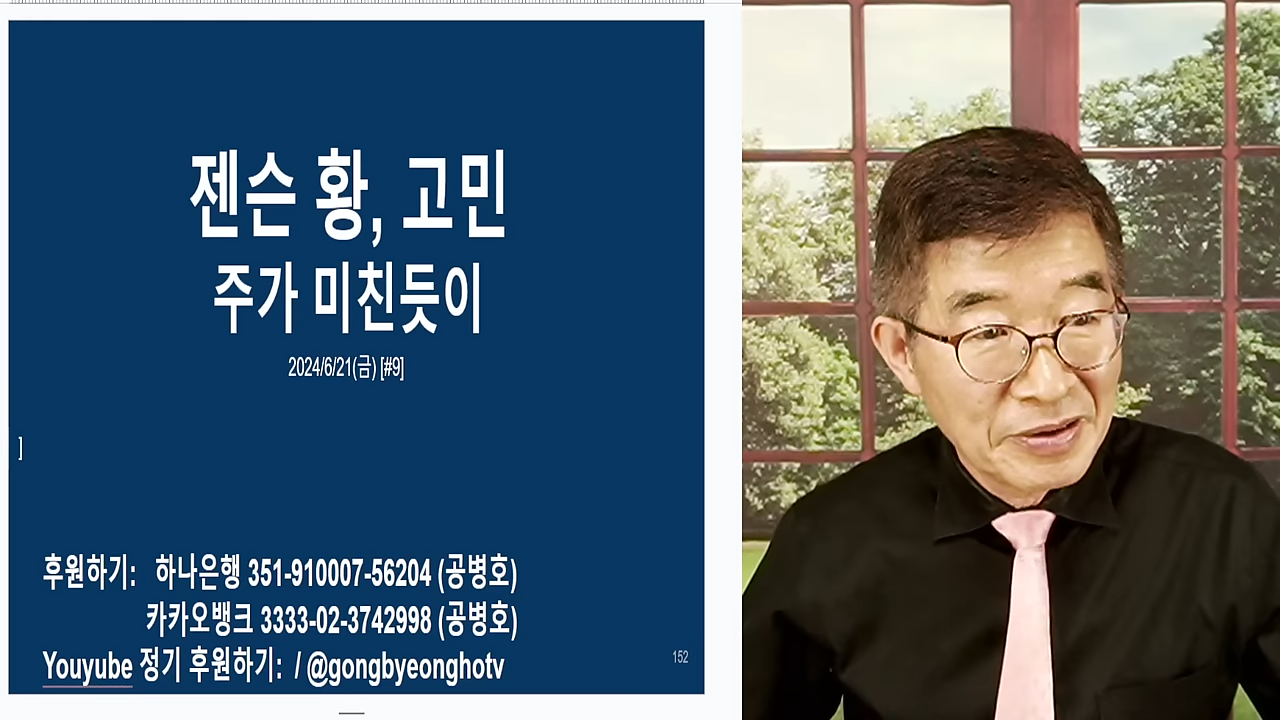 젠슨 황, 고민
주가 미친듯이
2024/6/21(금) [#9]
]
후원하기: 하나은행 351-910007-56204 (공병호)
카카오뱅크 3333-02-3742998 (공병호)
Youyube 정기 후원하기: / @gongbyeonghotv
152